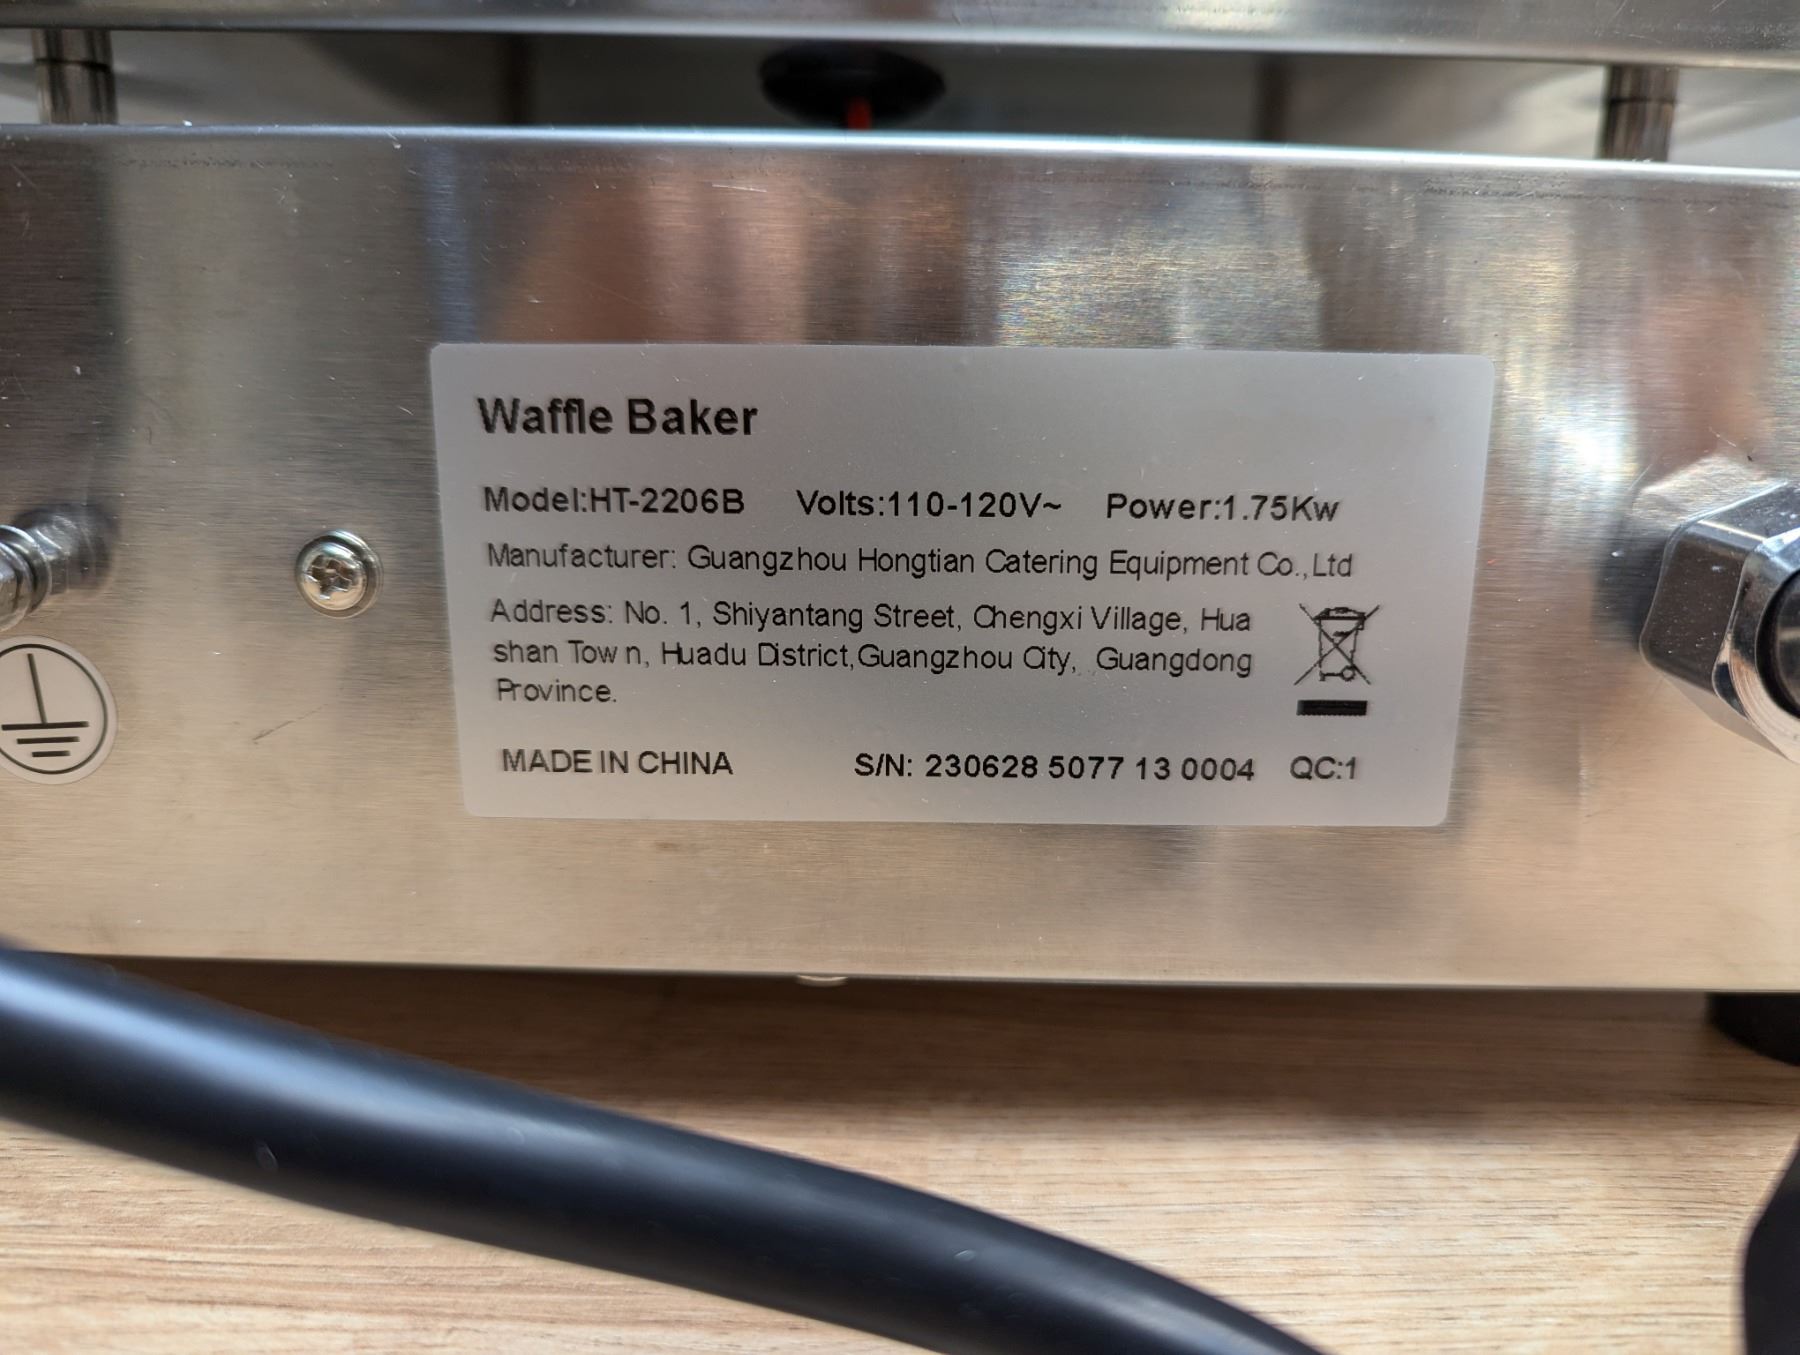 Waffle Baker
Model:HT-2206B Volts:110-120V~ Power:1.75Kw
Manufacturer: Guangzhou Hongtian Catering Equipment Co.,Ltd
Address: No. 1, Shiyantang Street, Chengxi Village, Hua
shan Tow n, Huadu District,Guangzhou City, Guangdong
Province.
MADE IN CHINA S/N: 230628 5077 13 0004 QC:1